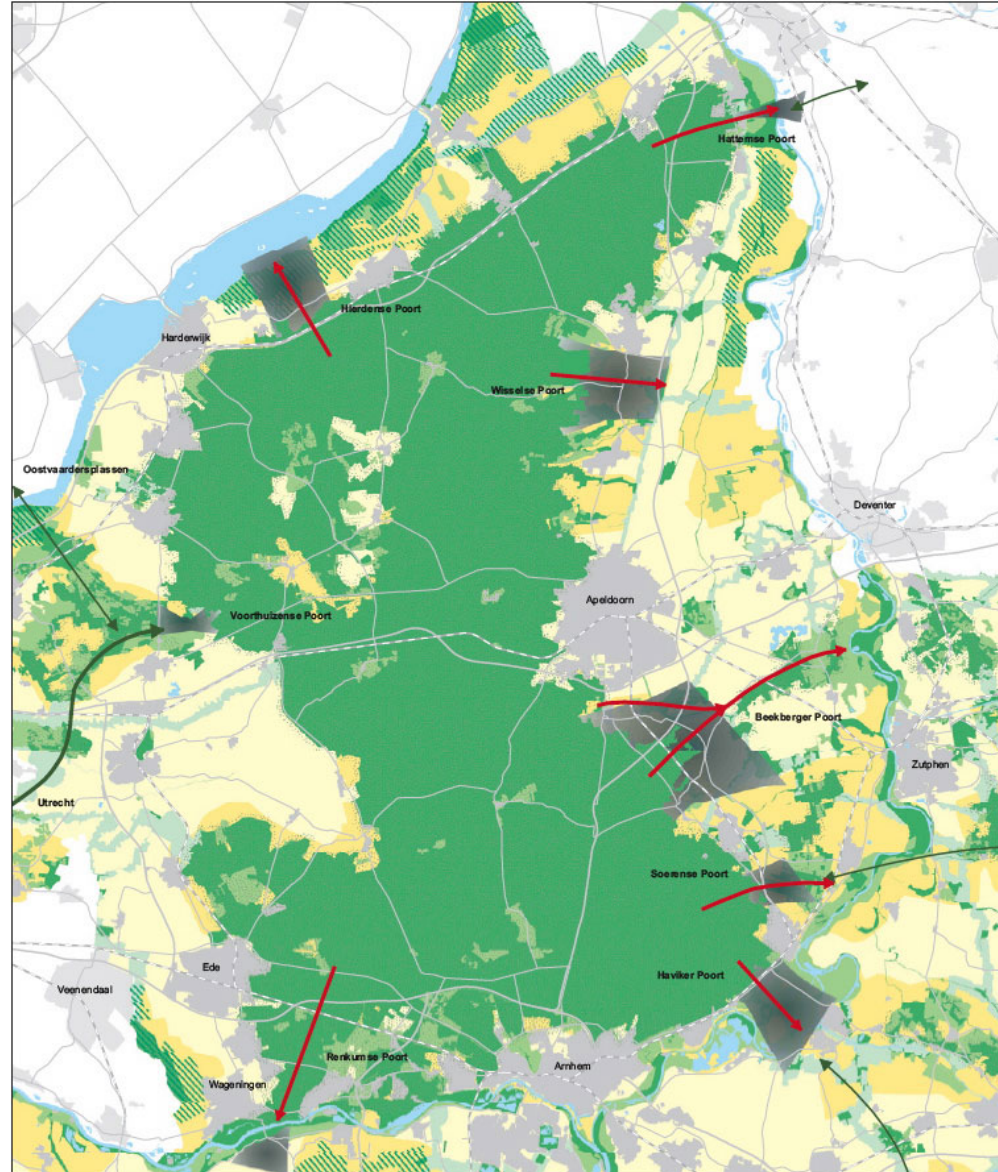 Hattemse Poort
Hierdense Poort
Harderwijk
Wisselse Poort
Oostvaardersplassen
Deventer
Apeldoorn
Voorthuizense Poort
Beekberger Poort
Zutphen
Utrecht
Soerense Poort
Ede
Haviker Poort
Veenendaal
Renkumse Poort
Arnhem
Wageningen